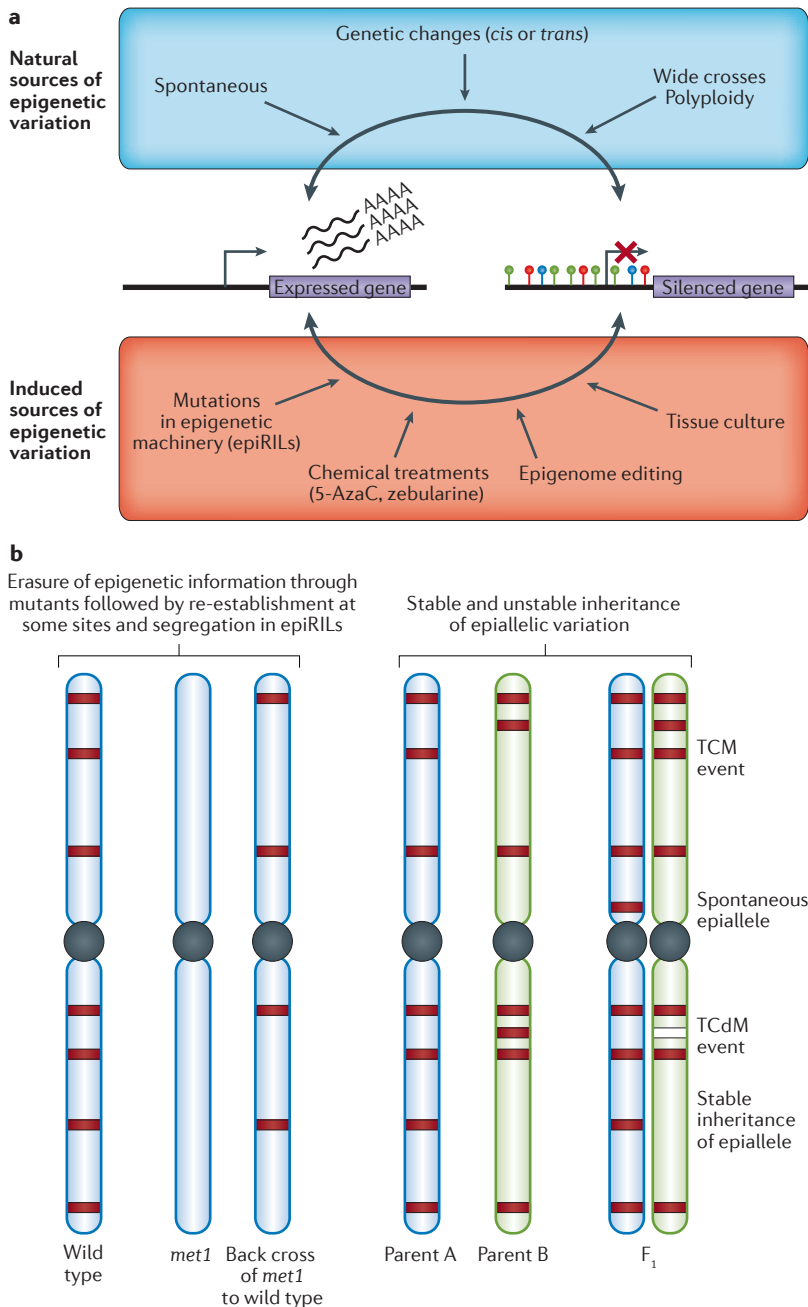 a
Natural
sources of
epigenetic
variation
Genetic changes (cis or trans)
Spontaneous
Wide crosses
Polyploidy
AAAA
AAAA
AAAA
Expressed gene
Silenced gene
Induced
sources of
epigenetic
variation
Mutations
in epigenetic
machinery (epiRILs)
Chemical treatments
(5-AzaC, zebularine)
Epigenome editing
Tissue culture
b
Erasure of epigenetic information through
mutants followed by re-establishment at
some sites and segregation in epiRILs
Stable and unstable inheritance
of epiallelic variation
TCM
event
Spontaneous
epiallele
TCdM
event
Stable
inheritance
of epiallele
Wild
type
met1
Back cross
of met1
to wild type
Parent A
Parent B
F1